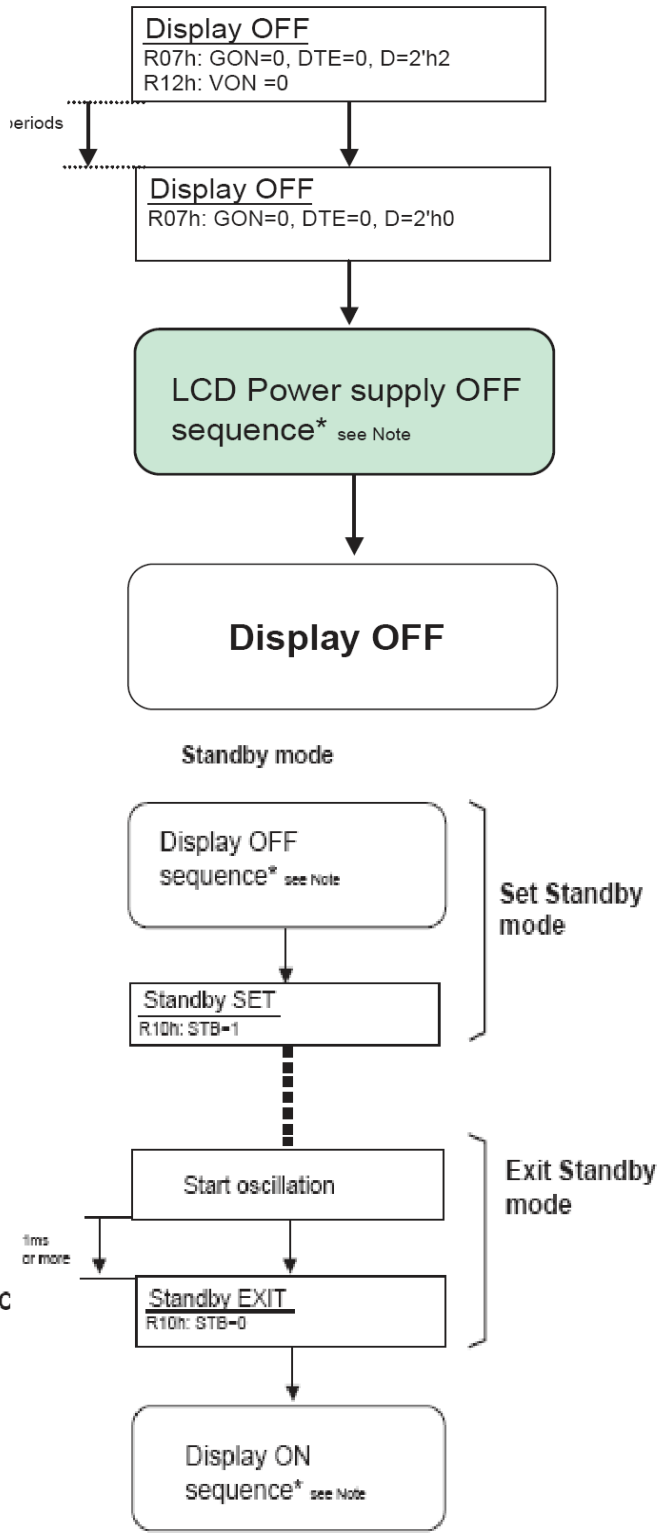 Display OFF
R07h: GON=0, DTE=0, D=2'h2
R12h: VON =0
periods
Display OFF
R07h: GON=0, DTE=0, D=2'h0
LCD Power supply OFF
sequence* see Note
Display OFF
Standby mode
Display OFF
sequence* see Note
Set Standby
mode
Standby SET
R10h: STB=1
Start oscillation
Exit Standby
mode
1ms
or more
Standby EXIT
R10h: STB=0
Display ON
sequence* see Note